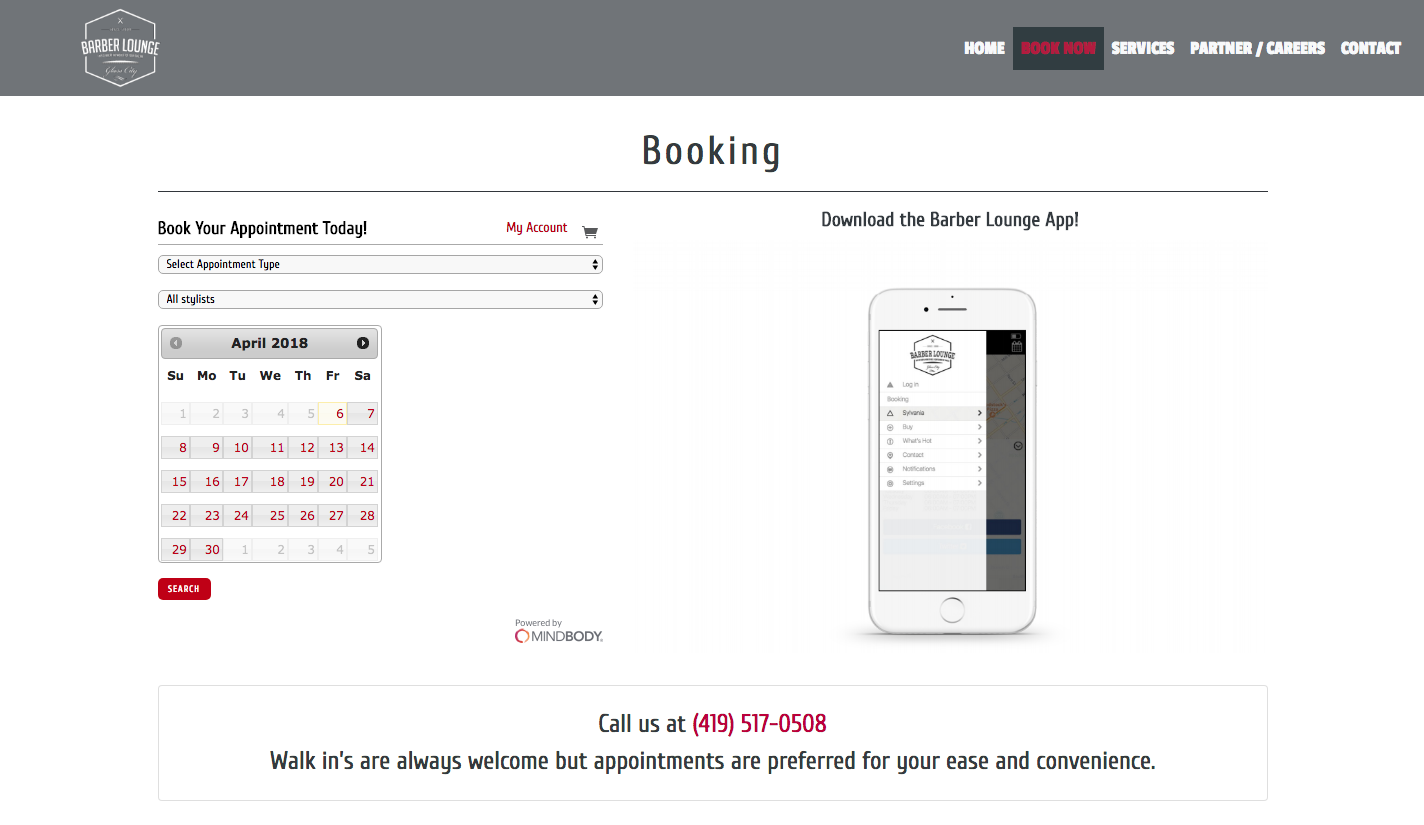 BARBER LOUNGE
Glass City
HOME
BOOK NOW
SERVICES
PARTNER / CAREERS
CONTACT
Booking
Book Your Appointment Today!
My Account
Select Appointment Type
All stylists
April 2018
Su Mo Tu We Th Fr Sa
1 2 3 4 5 6 7
8 9 10 11 12 13 14
15 16 17 18 19 20 21
22 23 24 25 26 27 28
29 30 1 2 3 4 5
SEARCH
Powered by
MINDBODY®
Download the Barber Lounge App!
BARBER LOUNGE
Log in
Booking
Sylvania
Buy
What's Hot
Contact
Notifications
Settings
Call us at (419) 517-0508
Walk in's are always welcome but appointments are preferred for your ease and convenience.